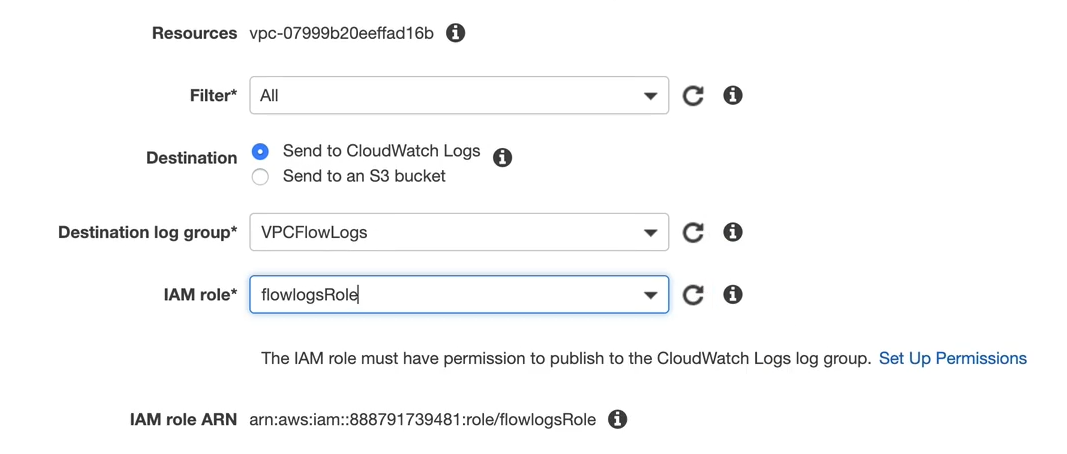 Resources vpc-07999b20eeffad16b
Filter* All
Destination Send to CloudWatch Logs
Send to an S3 bucket
Destination log group* VPCFlowLogs
IAM role* flowlogsRole
The IAM role must have permission to publish to the CloudWatch Logs log group. Set Up Permissions
IAM role ARN arn:aws:iam::888791739481:role/flowlogsRole